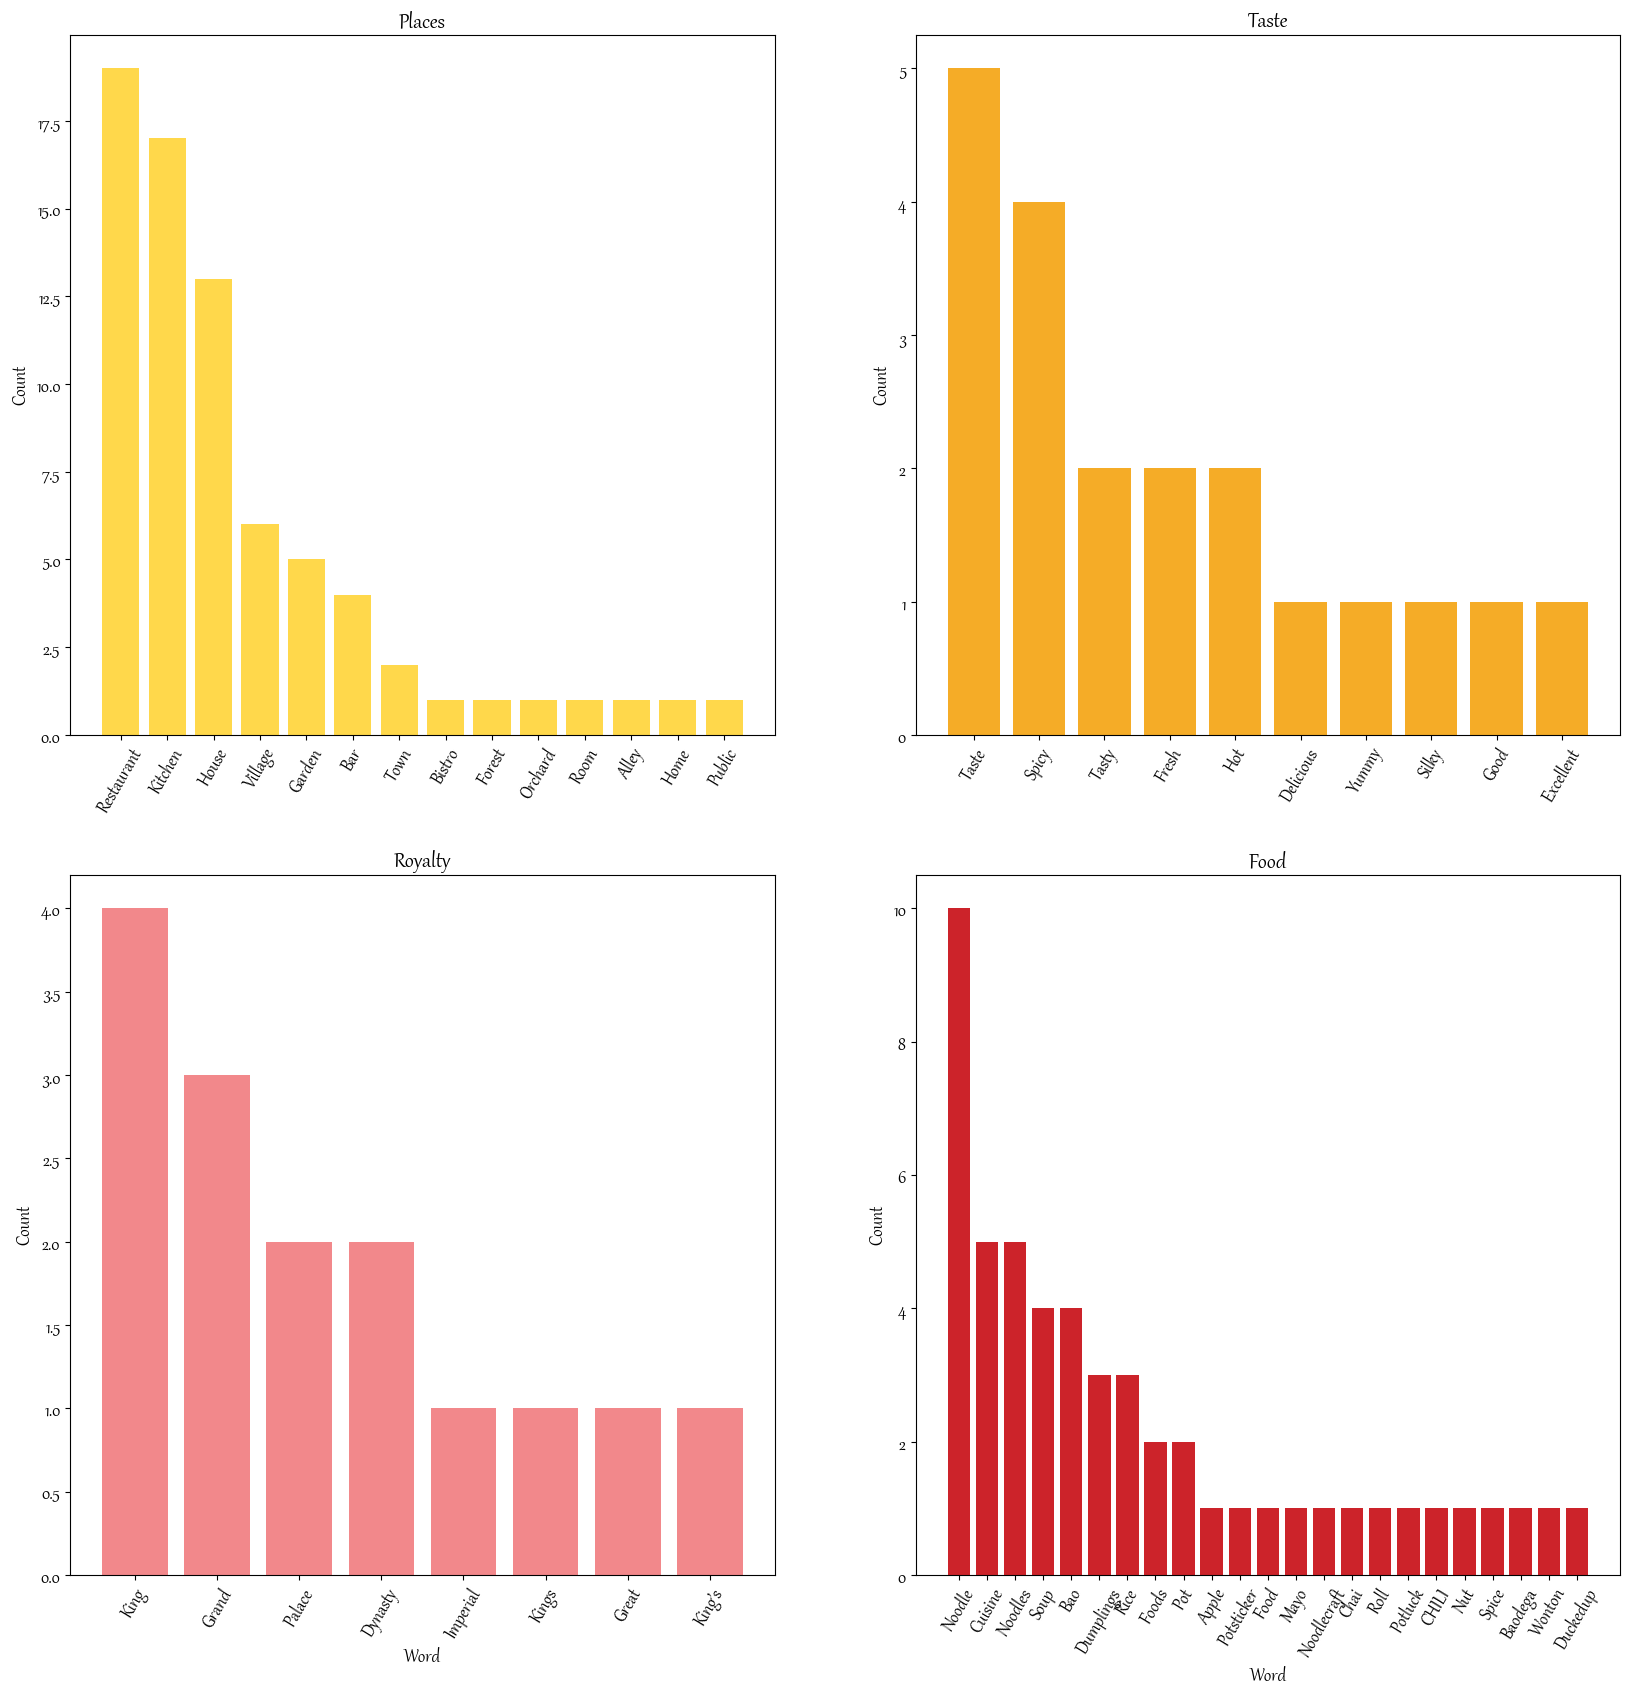 Places
Count
17.5
15.0
12.5
10.0
7.5
5.0
2.5
0.0
Restaurant
Kitchen
House
Village
Garden
Bar
Town
Bistro
Forest
Orchard
Room
Alley
Home
Public
Taste
Count
5
4
3
2
1
0
Taste
Spicy
Tasty
Fresh
Hot
Delicious
Yummy
Silky
Good
Excellent
Royalty
Count
4.0
3.5
3.0
2.5
2.0
1.5
1.0
0.5
0.0
King
Grand
Palace
Dynasty
Imperial
Kings
Great
King's
Word
Food
Count
10
8
6
4
2
0
Noodle
Cuisine
Noodles
Soup
Bao
Dumplings
Rice
Foods
Pot
Apple
Potsticker
Food
Mayo
Noodlecraft
Chai
Roll
Potluck
CHILI
Nut
Spice
Baodega
Wonton
Duckedup
Word